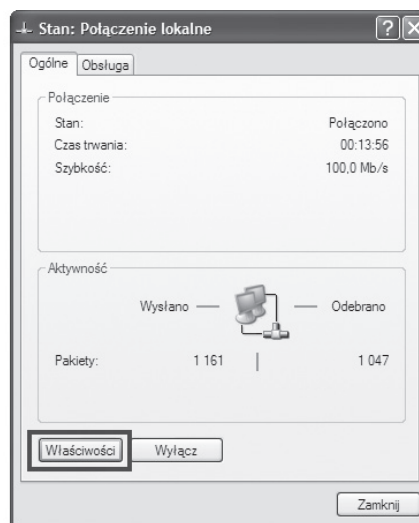 Stan: Połączenie lokalne
Ogólne Obsługa
Połączenie
Stan: Połączono
Czas trwania: 00:13:56
Szybkość: 100,0 Mb/s
Aktywność
Wysłano Odebrano
Pakiety: 1 161 1 047
Właściwości Wyłącz
Zamknij